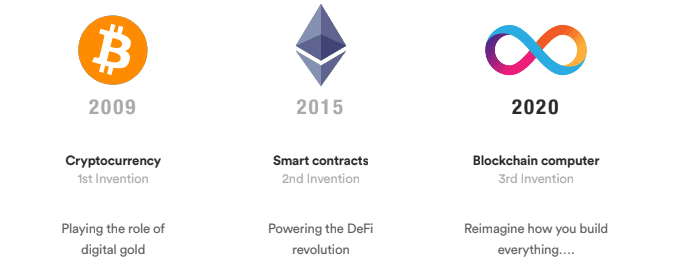 2009
Cryptocurrency
1st Invention
Playing the role of
digital gold
2015
Smart contracts
2nd Invention
Powering the DeFi
revolution
2020
Blockchain computer
3rd Invention
Reimagine how you build
everything....